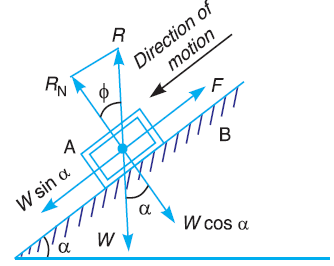 R
Direction of
motion
R_N
ϕ
F
A
B
W sin α
α
W cos α
α
W